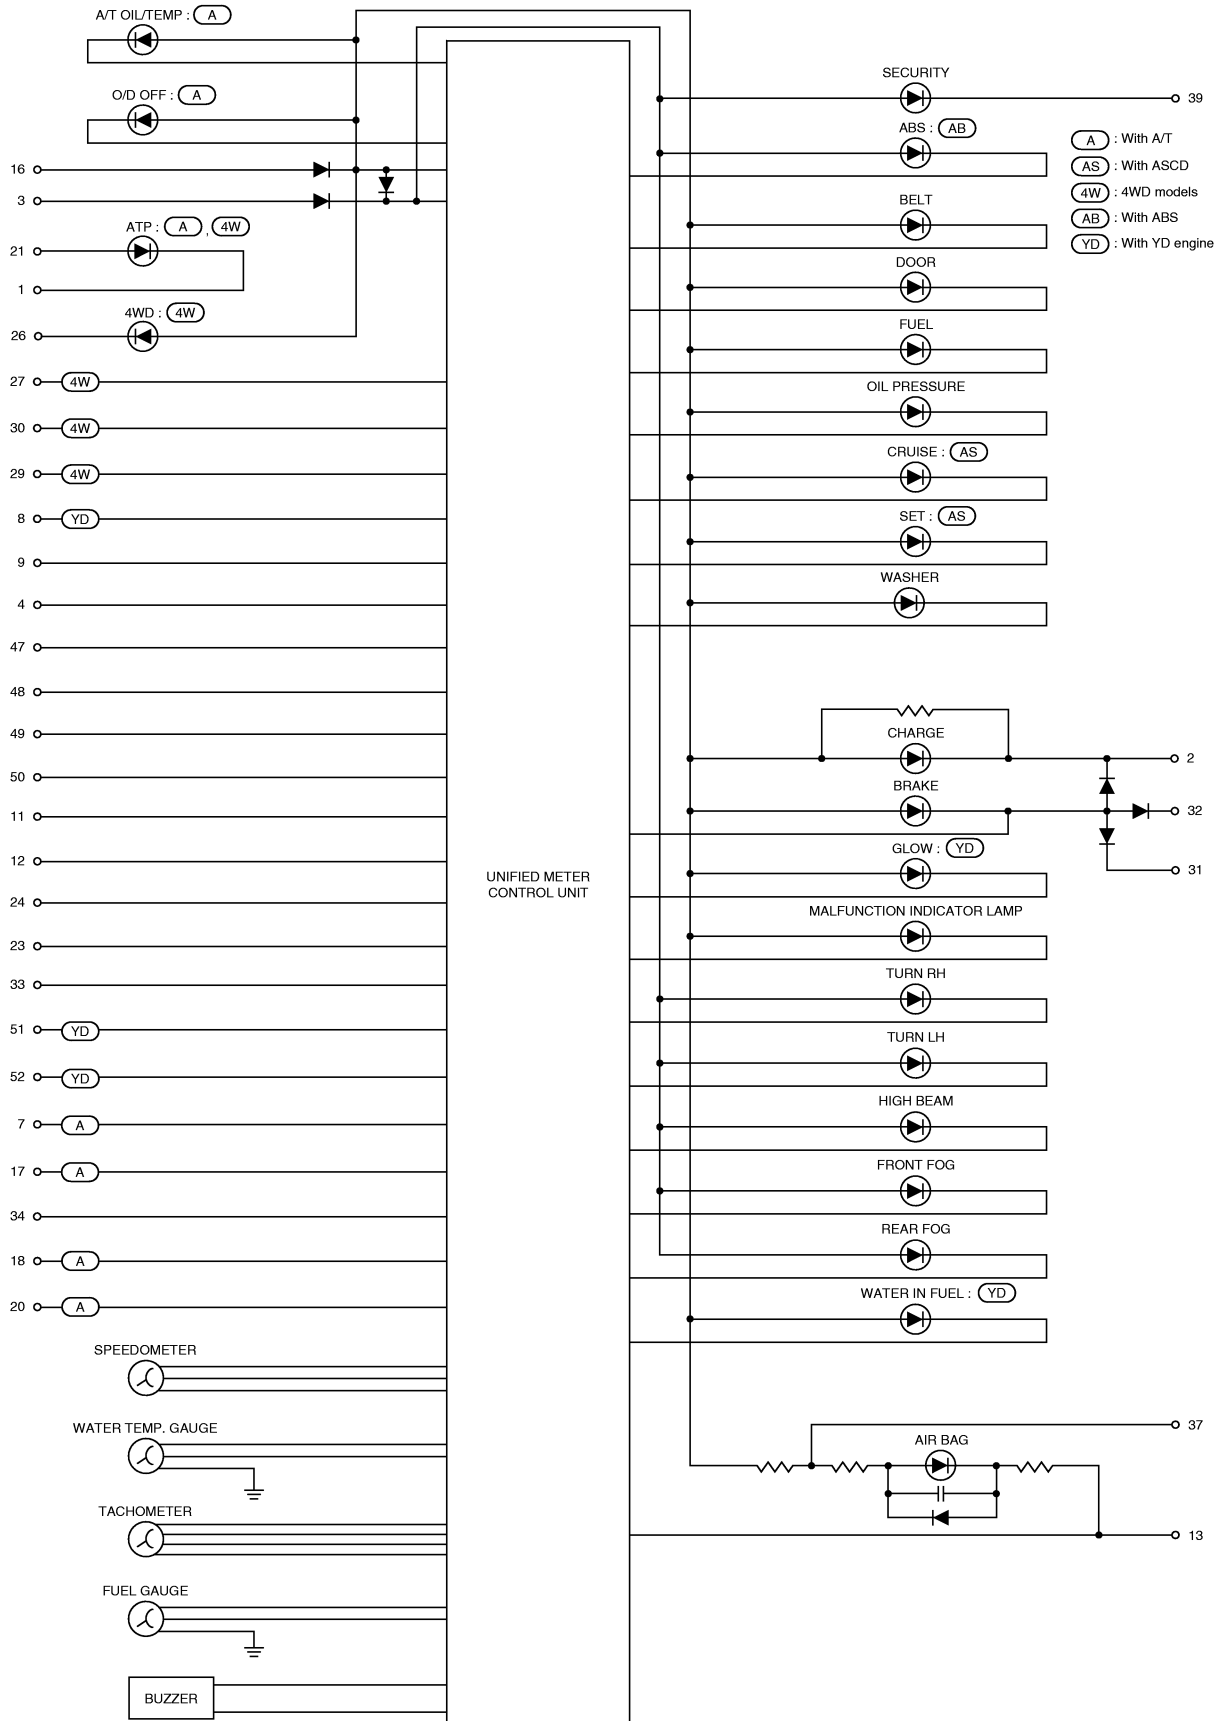 A/T OIL/TEMP : A
O/D OFF : A
16
3
ATP : A , 4W
21
1
4WD : 4W
26
27 4W
30 4W
29 4W
8 YD
9
4
47
48
49
50
11
12
24
23
33
51 YD
52 YD
7 A
17 A
34
18 A
20 A
SPEEDOMETER
WATER TEMP. GAUGE
TACHOMETER
FUEL GAUGE
BUZZER
UNIFIED METER
CONTROL UNIT
SECURITY
39
ABS : AB
BELT
DOOR
FUEL
OIL PRESSURE
CRUISE : AS
SET : AS
WASHER
CHARGE
2
BRAKE
32
GLOW : YD
31
MALFUNCTION INDICATOR LAMP
TURN RH
TURN LH
HIGH BEAM
FRONT FOG
REAR FOG
WATER IN FUEL : YD
37
AIR BAG
13
A : With A/T
AS : With ASCD
4W : 4WD models
AB : With ABS
YD : With YD engine